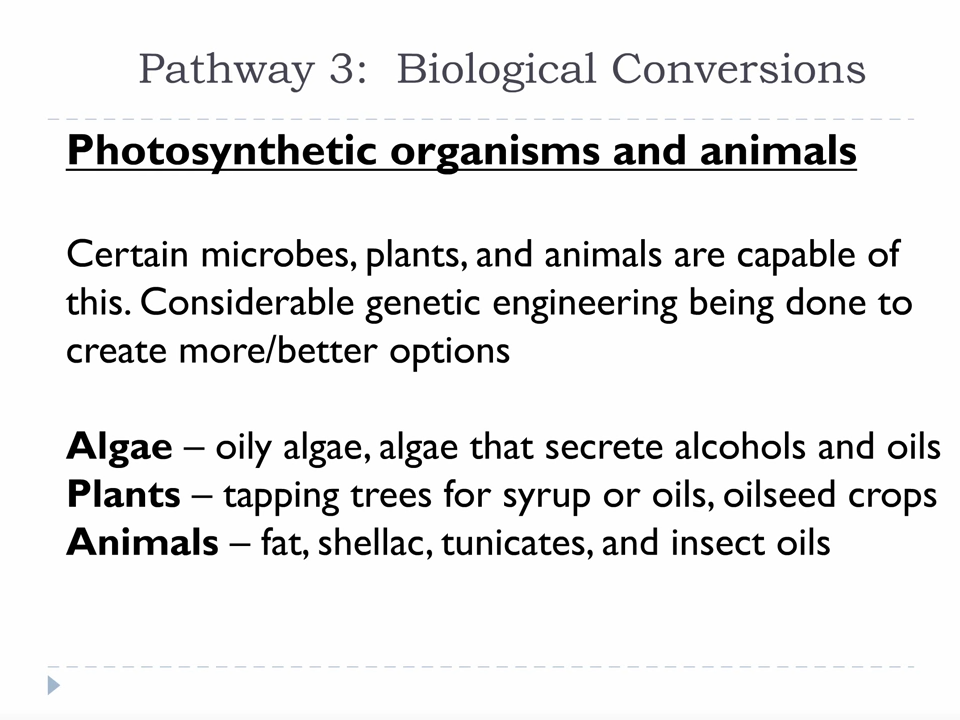 Pathway 3: Biological Conversions
Photosynthetic organisms and animals
Certain microbes, plants, and animals are capable of
this. Considerable genetic engineering being done to
create more/better options
Algae – oily algae, algae that secrete alcohols and oils
Plants – tapping trees for syrup or oils, oilseed crops
Animals – fat, shellac, tunicates, and insect oils